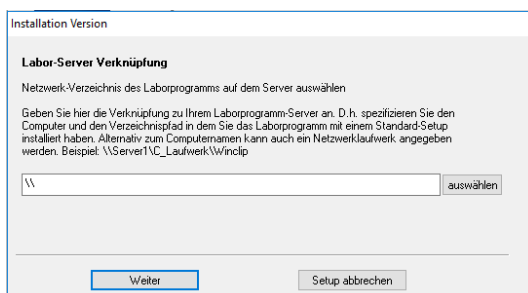 Installation Version
Labor-Server Verknüpfung
Netzwerk-Verzeichnis des Laborprogramms auf dem Server auswählen
Geben Sie hier die Verknüpfung zu Ihrem Laborprogramm-Server an. D.h. spezifizieren Sie den
Computer und den Verzeichnispfad in dem Sie das Laborprogramm mit einem Standard-Setup
installiert haben. Alternativ zum Computernamen kann auch ein Netzwerklaufwerk angegeben
werden. Beispiel: \\Server1\C_Laufwerk\Winclip
\\ auswählen
Weiter Setup abbrechen